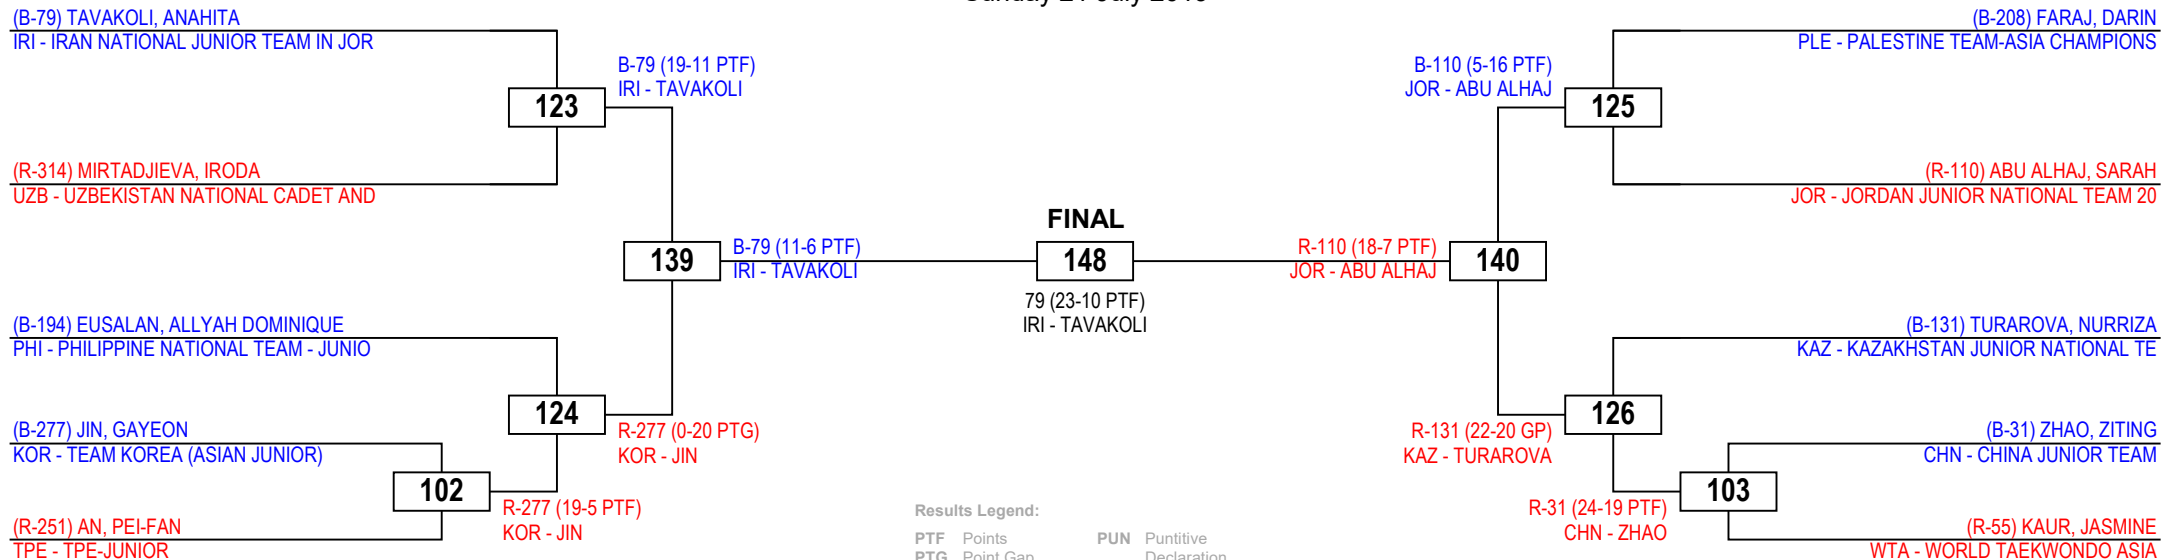 (B-79) TAVAKOLI, ANAHITA
IRI - IRAN NATIONAL JUNIOR TEAM IN JOR
B-79 (19-11 PTF)
IRI - TAVAKOLI
123
(R-314) MIRTADJIEVA, IRODA
UZB - UZBEKISTAN NATIONAL CADET AND
139
B-79 (11-6 PTF)
IRI - TAVAKOLI
(B-194) EUSALAN, ALLYAH DOMINIQUE
PHI - PHILIPPINE NATIONAL TEAM - JUNIO
124
R-277 (0-20 PTG)
KOR - JIN
(B-277) JIN, GAYEON
KOR - TEAM KOREA (ASIAN JUNIOR)
102
R-277 (19-5 PTF)
KOR - JIN
(R-251) AN, PEI-FAN
TPE - TPE-JUNIOR
FINAL
148
79 (23-10 PTF)
IRI - TAVAKOLI
(B-208) FARAJ, DARIN
PLE - PALESTINE TEAM-ASIA CHAMPIONS
B-110 (5-16 PTF)
JOR - ABU ALHAJ
125
(R-110) ABU ALHAJ, SARAH
JOR - JORDAN JUNIOR NATIONAL TEAM 20
R-110 (18-7 PTF)
JOR - ABU ALHAJ
140
(B-131) TURAROVA, NURRIZA
KAZ - KAZAKHSTAN JUNIOR NATIONAL TE
126
R-131 (22-20 GP)
KAZ - TURAROVA
(B-31) ZHAO, ZITING
CHN - CHINA JUNIOR TEAM
103
R-31 (24-19 PTF)
CHN - ZHAO
(R-55) KAUR, JASMINE
WTA - WORLD TAEKWONDO ASIA
Results Legend:
PTF Points PUN Puntitive
PTG Point Gap Declaration